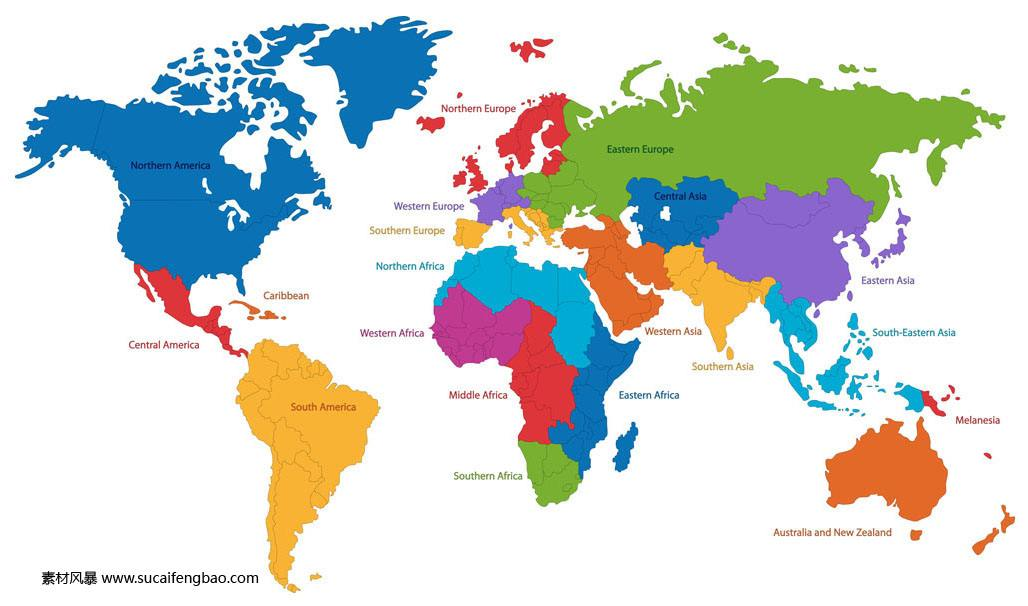 Northern Europe
Eastern Europe
Northern America
Central Asia
Western Europe
Southern Europe
Northern Africa
Eastern Asia
Caribbean
Western Africa
Western Asia
South-Eastern Asia
Central America
Southern Asia
Middle Africa
Eastern Africa
South America
Melanesia
Southern Africa
Australia and New Zealand
素材风暴 www.sucaifengbao.com